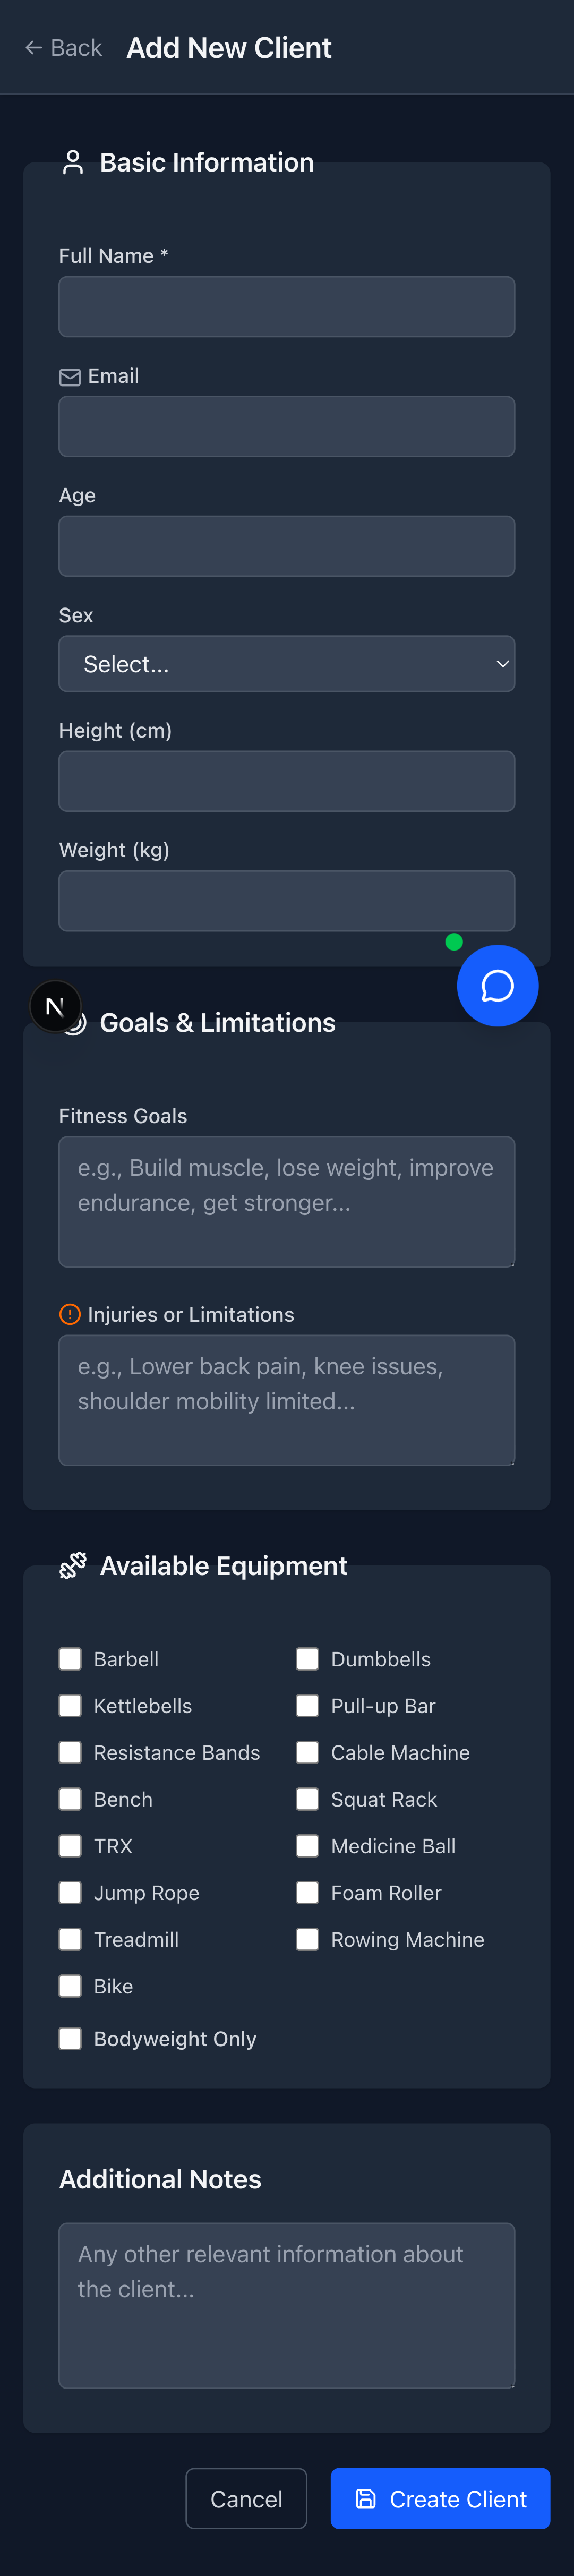 ← Back Add New Client
Basic Information
Full Name *
Email
Age
Sex
Select...
Height (cm)
Weight (kg)
N
Goals & Limitations
Fitness Goals
e.g., Build muscle, lose weight, improve
endurance, get stronger...
Injuries or Limitations
e.g., Lower back pain, knee issues,
shoulder mobility limited...
Available Equipment
Barbell Dumbbells
Kettlebells Pull-up Bar
Resistance Bands Cable Machine
Bench Squat Rack
TRX Medicine Ball
Jump Rope Foam Roller
Treadmill Rowing Machine
Bike
Bodyweight Only
Additional Notes
Any other relevant information about
the client...
Cancel Create Client